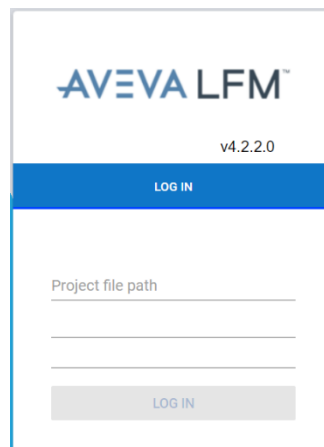 AVEVA LFM™
v4.2.2.0
LOG IN
Project file path
LOG IN